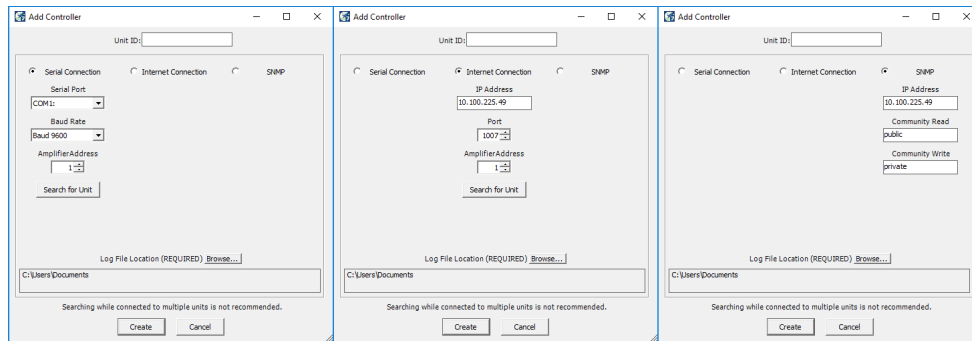 Add Controller
Unit ID:
Serial Connection Internet Connection SNMP
Serial Port
COM1:
Baud Rate
Baud 9600
AmplifierAddress
1
Search for Unit
Log File Location (REQUIRED) Browse...
C:\Users\Documents
Searching while connected to multiple units is not recommended.
Create Cancel
Add Controller
Unit ID:
Serial Connection Internet Connection SNMP
IP Address
10.100.225.49
Port
1007
AmplifierAddress
1
Search for Unit
Log File Location (REQUIRED) Browse...
C:\Users\Documents
Searching while connected to multiple units is not recommended.
Create Cancel
Add Controller
Unit ID:
Serial Connection Internet Connection SNMP
IP Address
10.100.225.49
Community Read
public
Community Write
private
Log File Location (REQUIRED) Browse...
C:\Users\Documents
Searching while connected to multiple units is not recommended.
Create Cancel